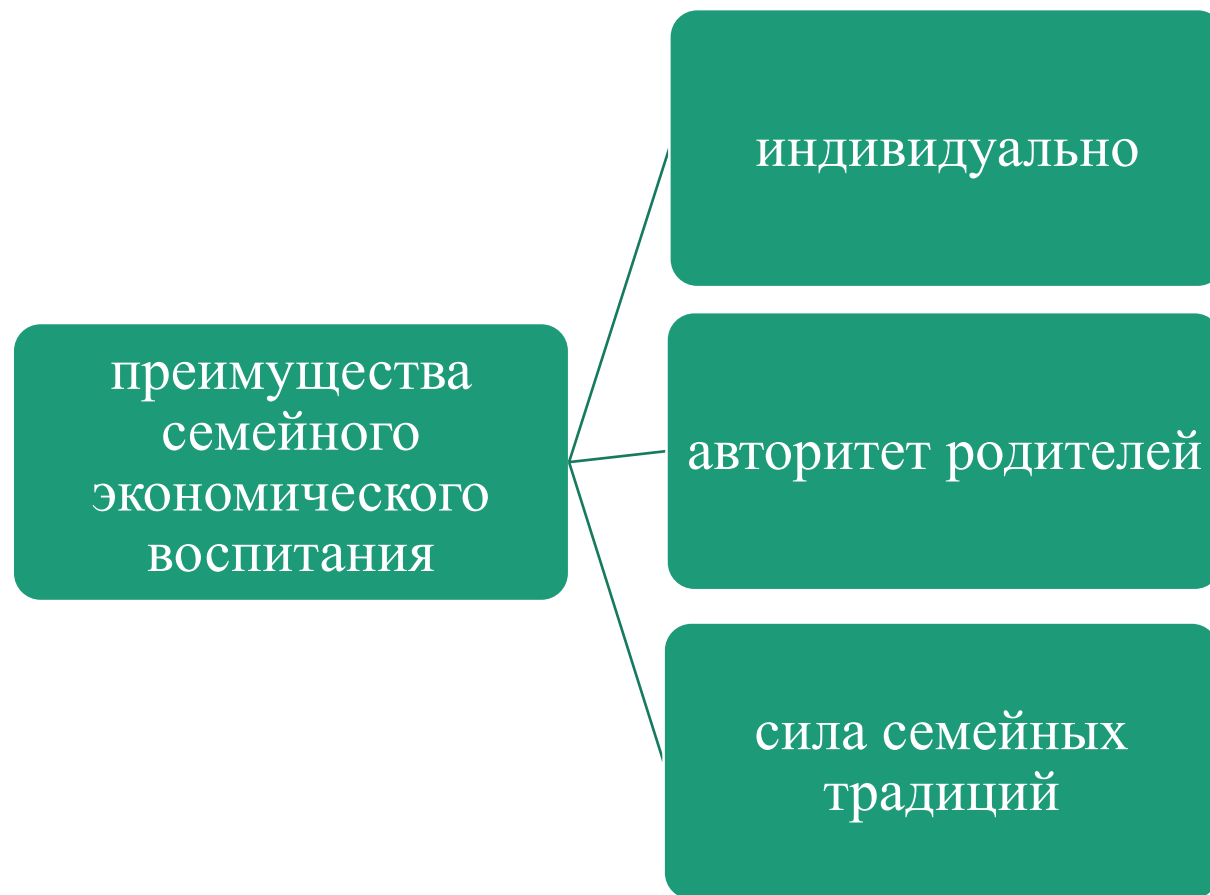 преимущества
семейного
экономического
воспитания
индивидуально
авторитет родителей
сила семейных
традиций